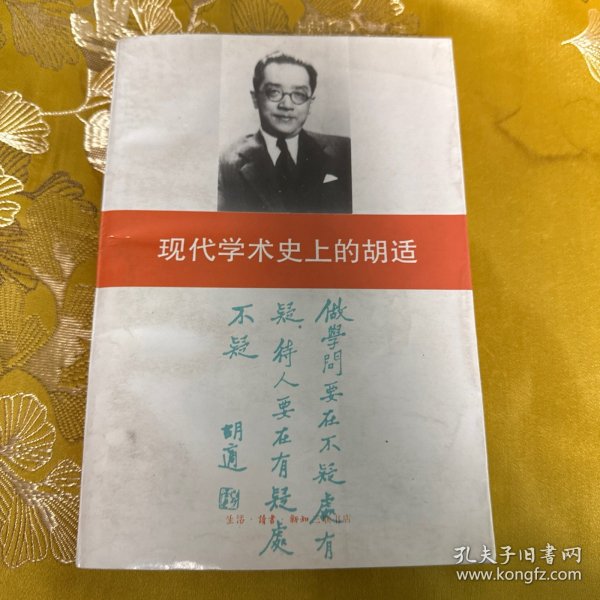 现代学术史上的胡适
做學問要在不疑處有
疑，待人要在有疑處
不疑
胡適
生活·讀書·新知三联书店
孔夫子旧书网
www.kongfz.com